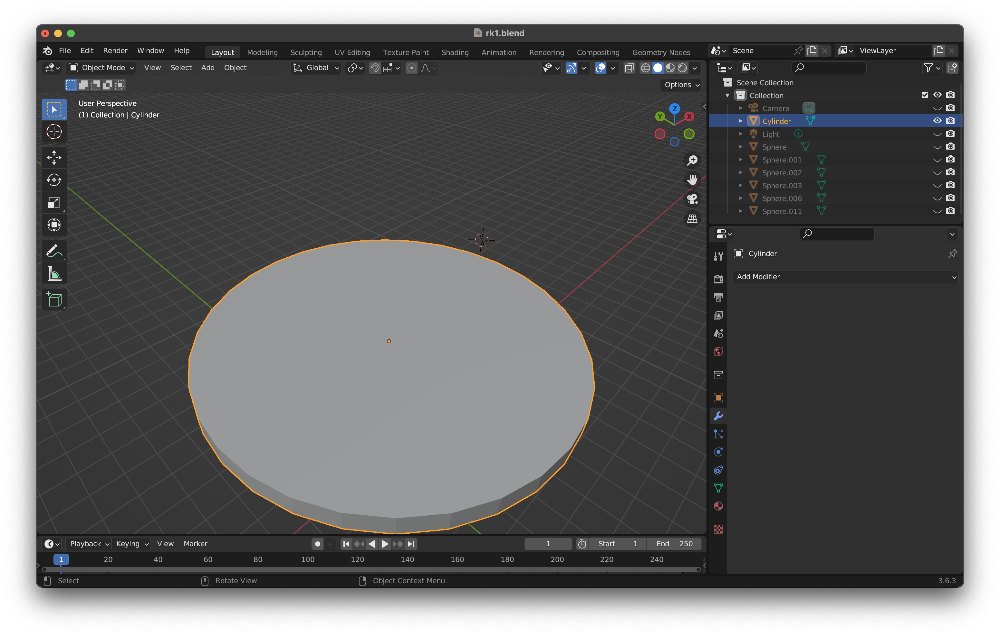 rk1.blend
File Edit Render Window Help Layout Modeling Sculpting UV Editing Texture Paint Shading Animation Rendering Compositing Geometry Nodes Scene ViewLayer
Object Mode View Select Add Object Global
Options
User Perspective
(1) Collection | Cylinder
Z
Y X
Scene Collection
Collection
Camera
Cylinder
Light
Sphere
Sphere.001
Sphere.002
Sphere.003
Sphere.006
Sphere.011
Cylinder
Add Modifier
Playback Keying View Marker 1 Start 1 End 250
1 20 40 60 80 100 120 140 160 180 200 220 240
Select Rotate View Object Context Menu 3.6.3